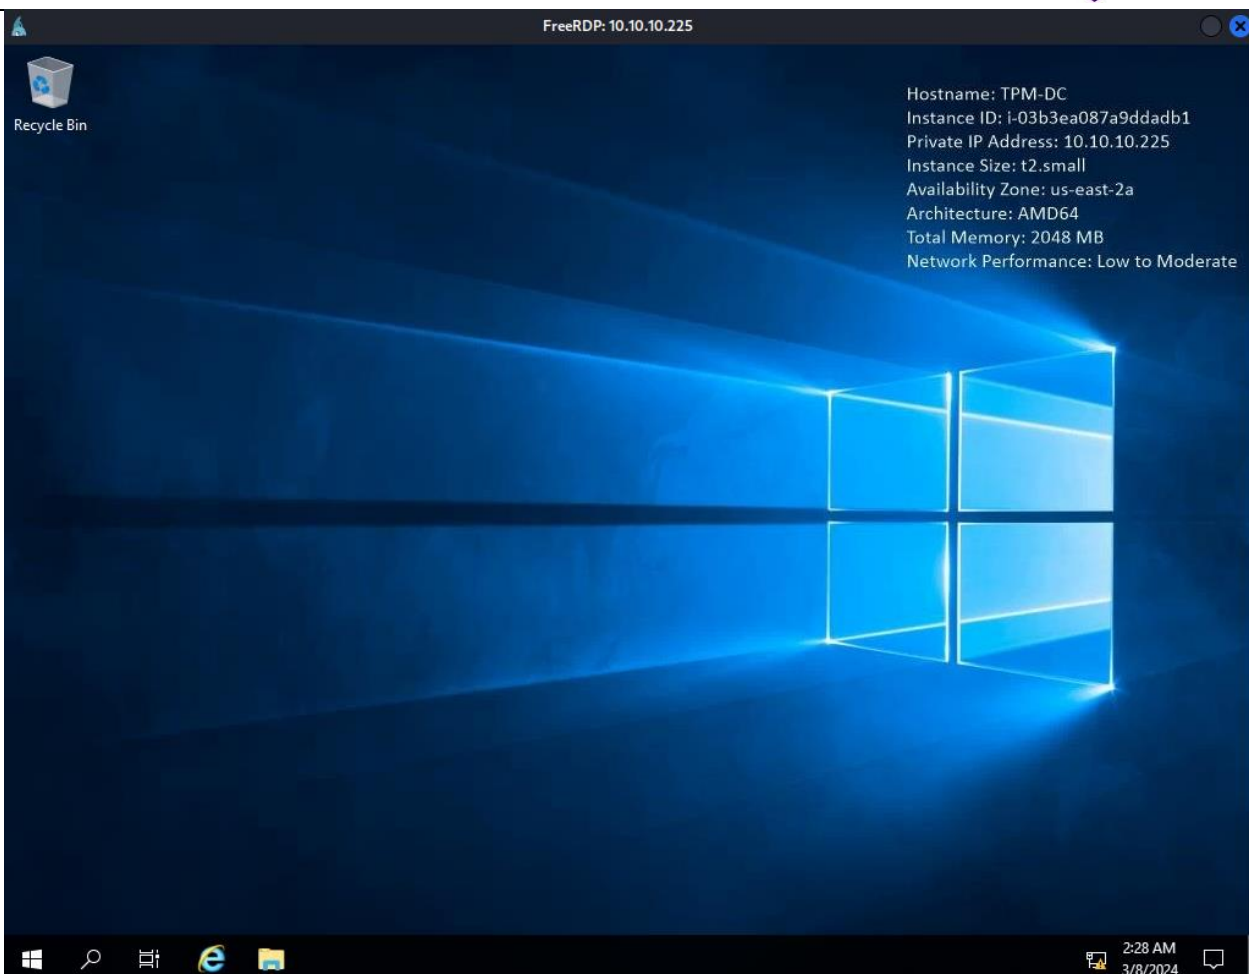 FreeRDP: 10.10.10.225
Recycle Bin
Hostname: TPM-DC
Instance ID: i-03b3ea087a9ddadb1
Private IP Address: 10.10.10.225
Instance Size: t2.small
Availability Zone: us-east-2a
Architecture: AMD64
Total Memory: 2048 MB
Network Performance: Low to Moderate
2:28 AM
3/8/2024